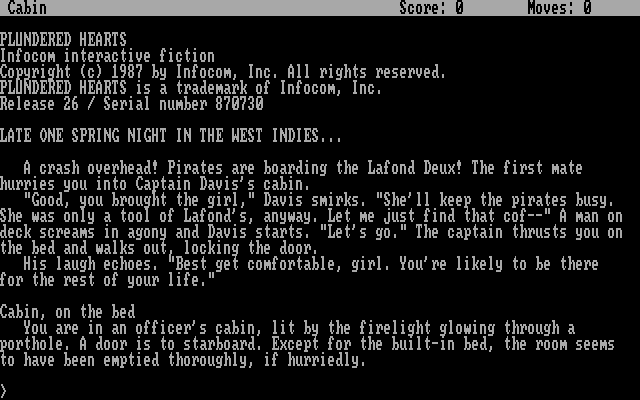 Cabin Score: 0 Moves: 0
PLUNDERED HEARTS
Infocom interactive fiction
Copyright (c) 1987 by Infocom, Inc. All rights reserved.
PLUNDERED HEARTS is a trademark of Infocom, Inc.
Release 26 / Serial number 870730
LATE ONE SPRING NIGHT IN THE WEST INDIES...
A crash overhead! Pirates are boarding the Lafond Deux! The first mate
hurries you into Captain Davis's cabin.
"Good, you brought the girl," Davis smirks. "She'll keep the pirates busy.
She was only a tool of Lafond's, anyway. Let me just find that cof--" A man on
deck screams in agony and Davis starts. "Let's go." The captain thrusts you on
the bed and walks out, locking the door.
His laugh echoes. "Best get comfortable, girl. You're likely to be there
for the rest of your life."
Cabin, on the bed
You are in an officer's cabin, lit by the firelight glowing through a
porthole. A door is to starboard. Except for the built-in bed, the room seems
to have been emptied thoroughly, if hurriedly.
>